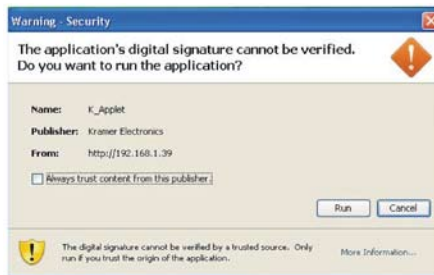 Warning - Security
The application's digital signature cannot be verified.
Do you want to run the application?
Name: K_Applet
Publisher: Kramer Electronics
From: http://192.168.1.39
Always trust content from this publisher.
Run Cancel
The digital signature cannot be verified by a trusted source. Only
run if you trust the origin of the application.
More Information...